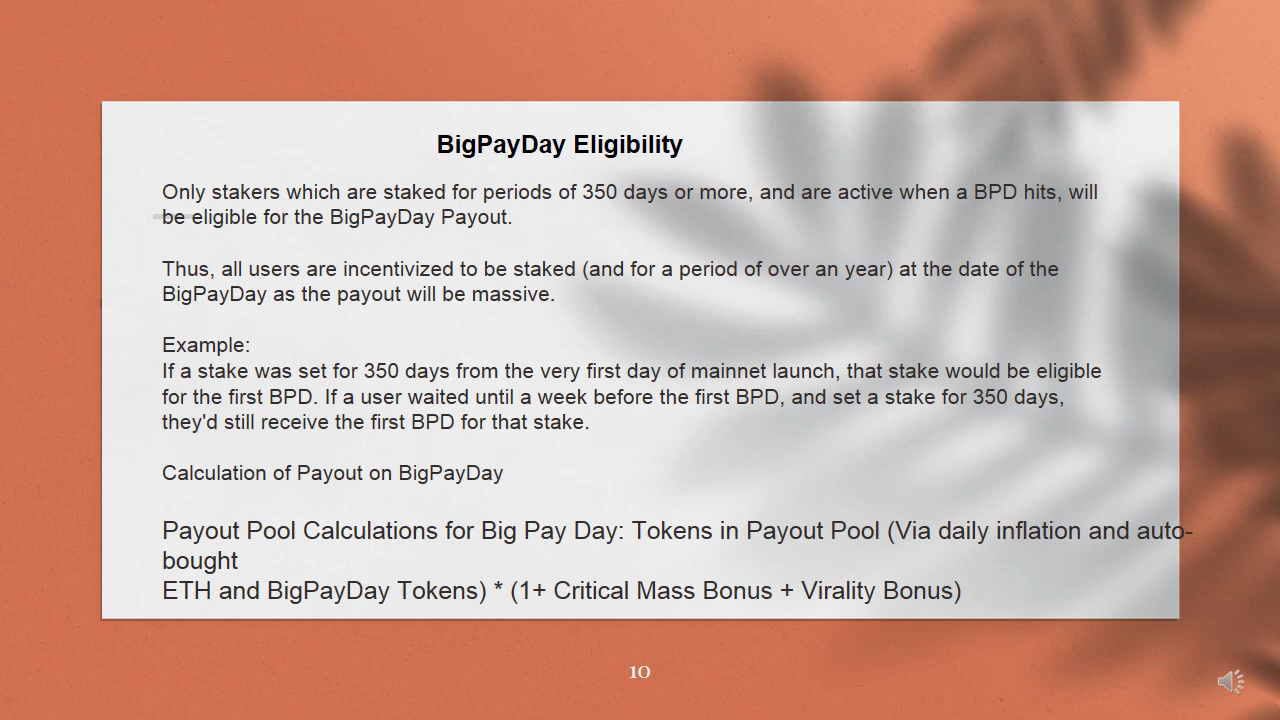 BigPayDay Eligibility
Only stakers which are staked for periods of 350 days or more, and are active when a BPD hits, will
be eligible for the BigPayDay Payout.
Thus, all users are incentivized to be staked (and for a period of over an year) at the date of the
BigPayDay as the payout will be massive.
Example:
If a stake was set for 350 days from the very first day of mainnet launch, that stake would be eligible
for the first BPD. If a user waited until a week before the first BPD, and set a stake for 350 days,
they'd still receive the first BPD for that stake.
Calculation of Payout on BigPayDay
Payout Pool Calculations for Big Pay Day: Tokens in Payout Pool (Via daily inflation and auto-
bought
ETH and BigPayDay Tokens) * (1+ Critical Mass Bonus + Virality Bonus)
10